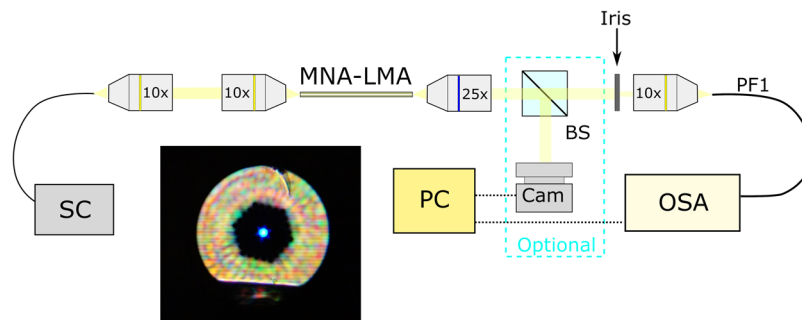 Iris
MNA-LMA
PF1
10x
10x
25x
10x
BS
SC
PC
Cam
OSA
Optional